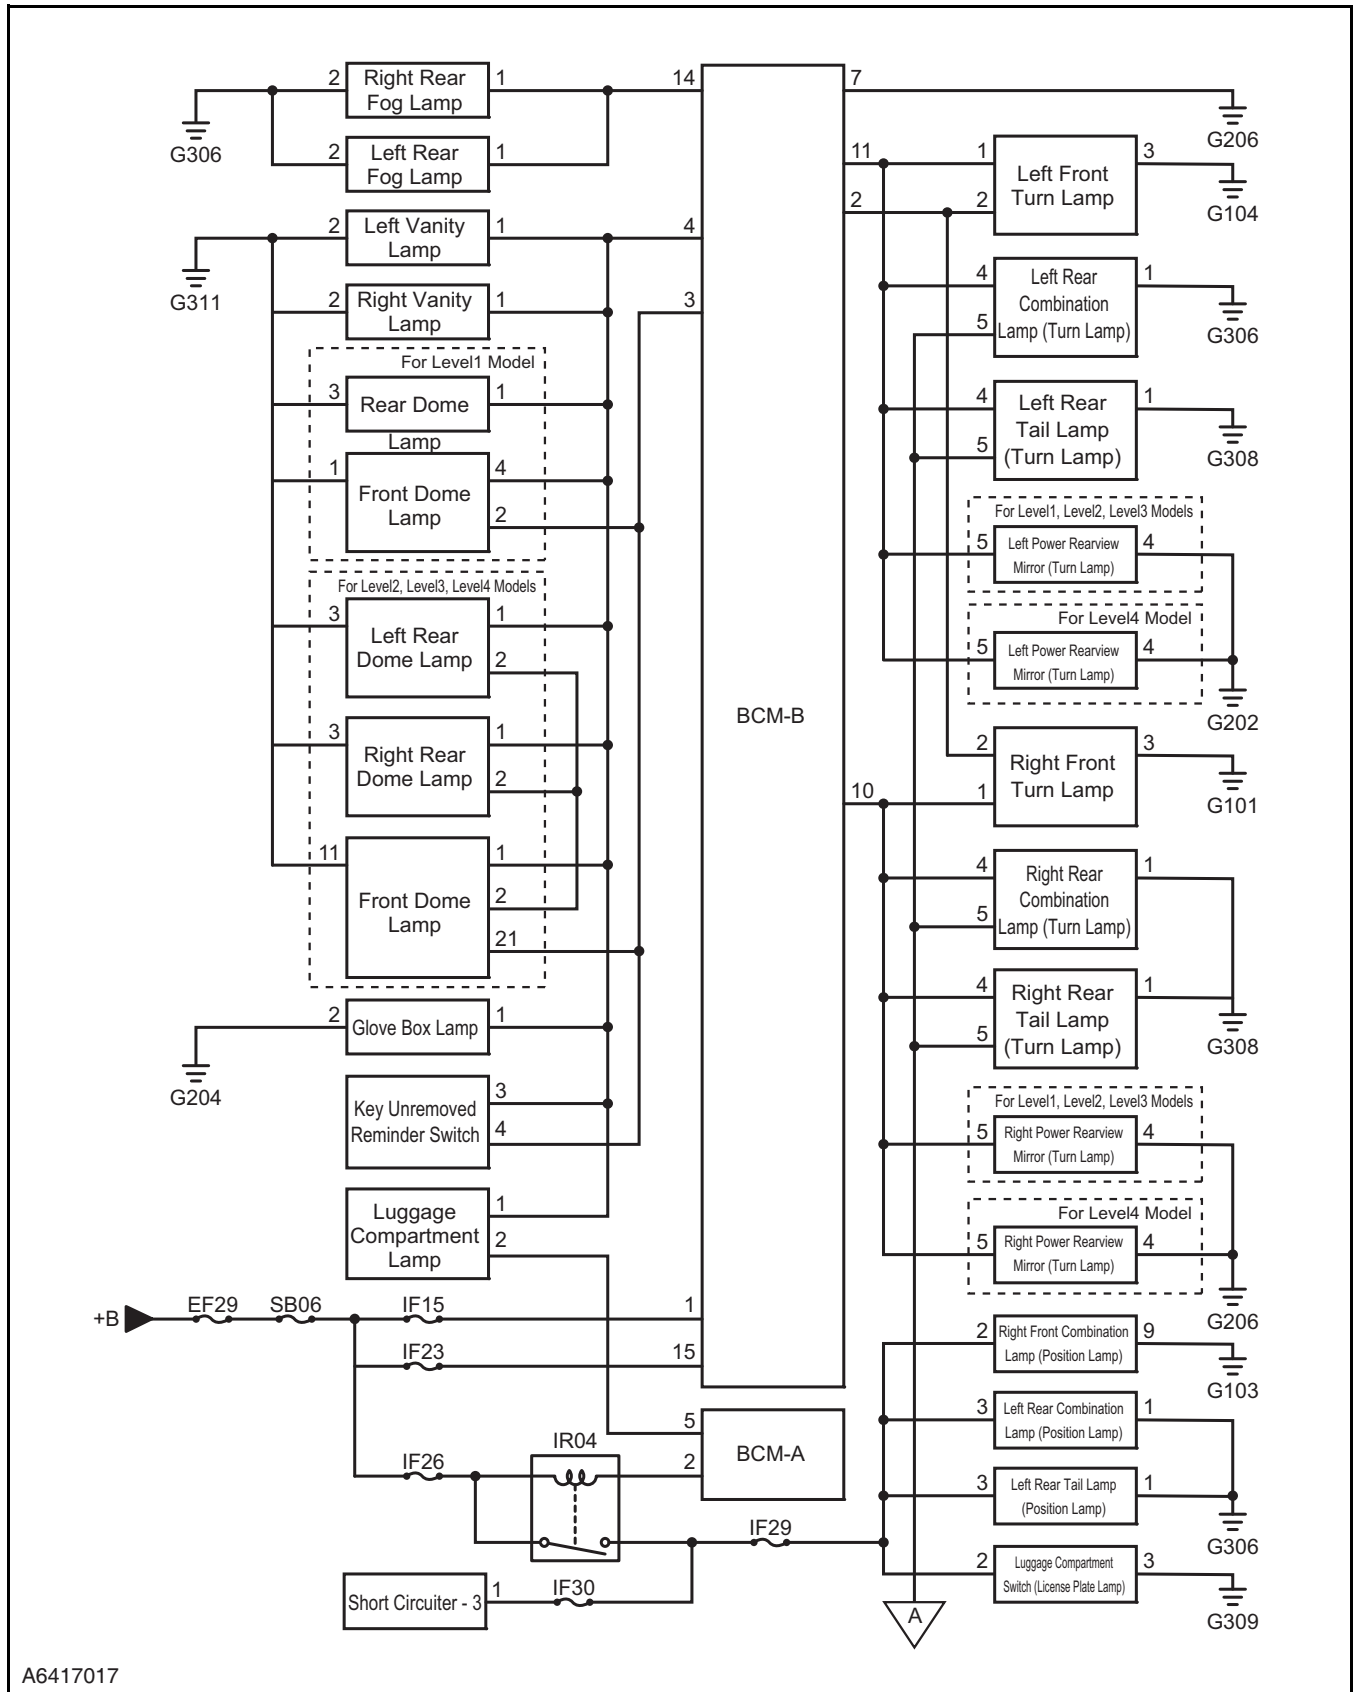 2 Right Rear 1 14 7
Fog Lamp
G306 G206
2 Left Rear 1 11 1 3
Fog Lamp
Left Front
Turn Lamp
2 2
G104
2 Left Vanity 1 4
Lamp
G311
4 Left Rear 1
Combination
Lamp (Turn Lamp)
5
G306
2 Right Vanity 1 3
Lamp
For Level1 Model
3 Rear Dome 1
Lamp
4 Left Rear 1
Tail Lamp
(Turn Lamp)
5
G308
1 Front Dome 4
Lamp
2
For Level1, Level2, Level3 Models
5 Left Power Rearview 4
Mirror (Turn Lamp)
For Level2, Level3, Level4 Models
3 Left Rear 1
Dome Lamp 2
For Level4 Model
5 Left Power Rearview 4
Mirror (Turn Lamp)
G202
BCM-B
3 Right Rear 1
Dome Lamp 2
2 Right Front 3
Turn Lamp
10 1
G101
11 Front Dome 1
Lamp
2
21
4 Right Rear 1
Combination
Lamp (Turn Lamp)
5
4 Right Rear 1
Tail Lamp
(Turn Lamp)
5
G308
2 Glove Box Lamp 1
G204
Key Unremoved 3
Reminder Switch 4
For Level1, Level2, Level3 Models
5 Right Power Rearview 4
Mirror (Turn Lamp)
Luggage 1
Compartment 2
Lamp
For Level4 Model
5 Right Power Rearview 4
Mirror (Turn Lamp)
G206
+B EF29 SB06 IF15 1
IF23 15
2 Right Front Combination 9
Lamp (Position Lamp)
G103
5
BCM-A
IR04
IF26 2
3 Left Rear Combination 1
Lamp (Position Lamp)
3 Left Rear Tail Lamp 1
(Position Lamp)
G306
IF29
2 Luggage Compartment 3
Switch (License Plate Lamp)
G309
Short Circuiter - 3 1 IF30
A
A6417017